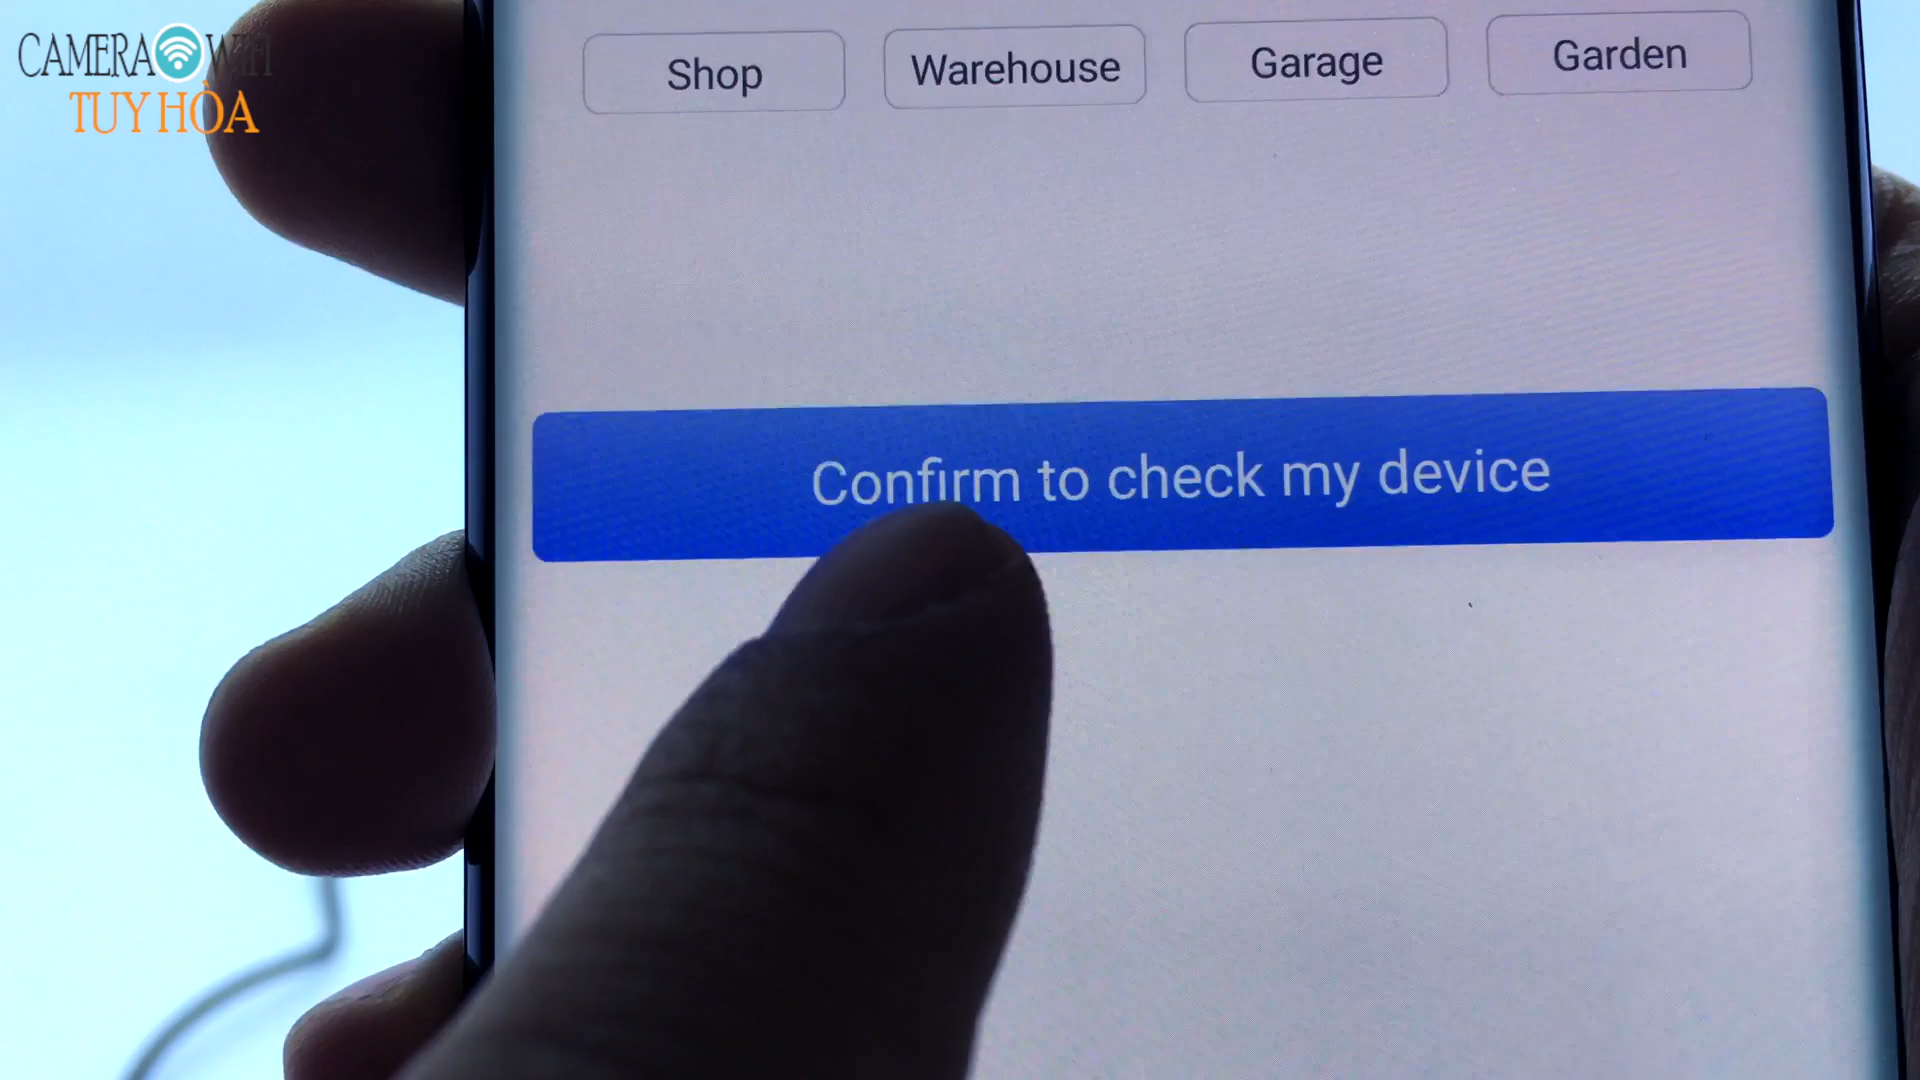 CAMERA WIFI
TUY HÒA
Shop Warehouse Garage Garden
Confirm to check my device